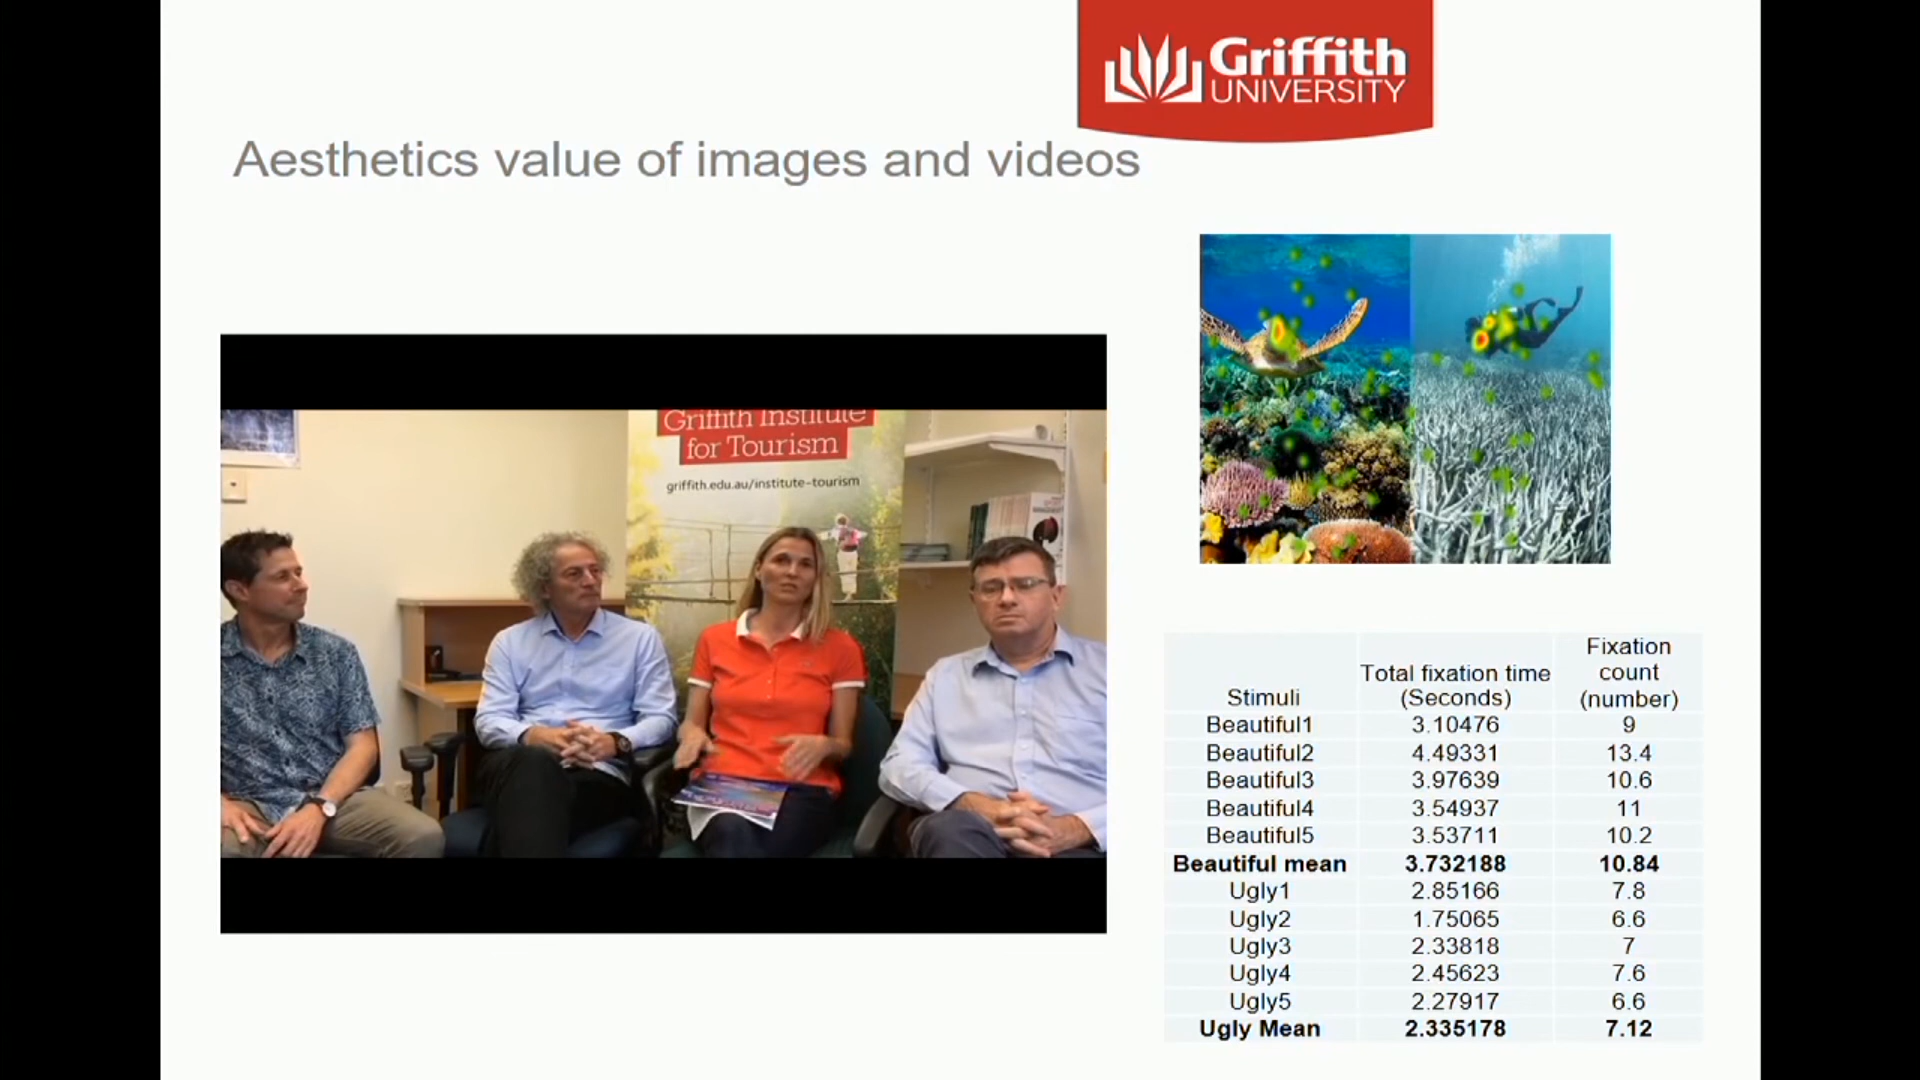 Griffith
UNIVERSITY
Aesthetics value of images and videos
Griffith Institute
for Tourism
griffith.edu.au/institute-tourism
Stimuli Total fixation time (Seconds) Fixation count (number)
Beautiful1 3.10476 9
Beautiful2 4.49331 13.4
Beautiful3 3.97639 10.6
Beautiful4 3.54937 11
Beautiful5 3.53711 10.2
Beautiful mean 3.732188 10.84
Ugly1 2.85166 7.8
Ugly2 1.75065 6.6
Ugly3 2.33818 7
Ugly4 2.45623 7.6
Ugly5 2.27917 6.6
Ugly Mean 2.335178 7.12